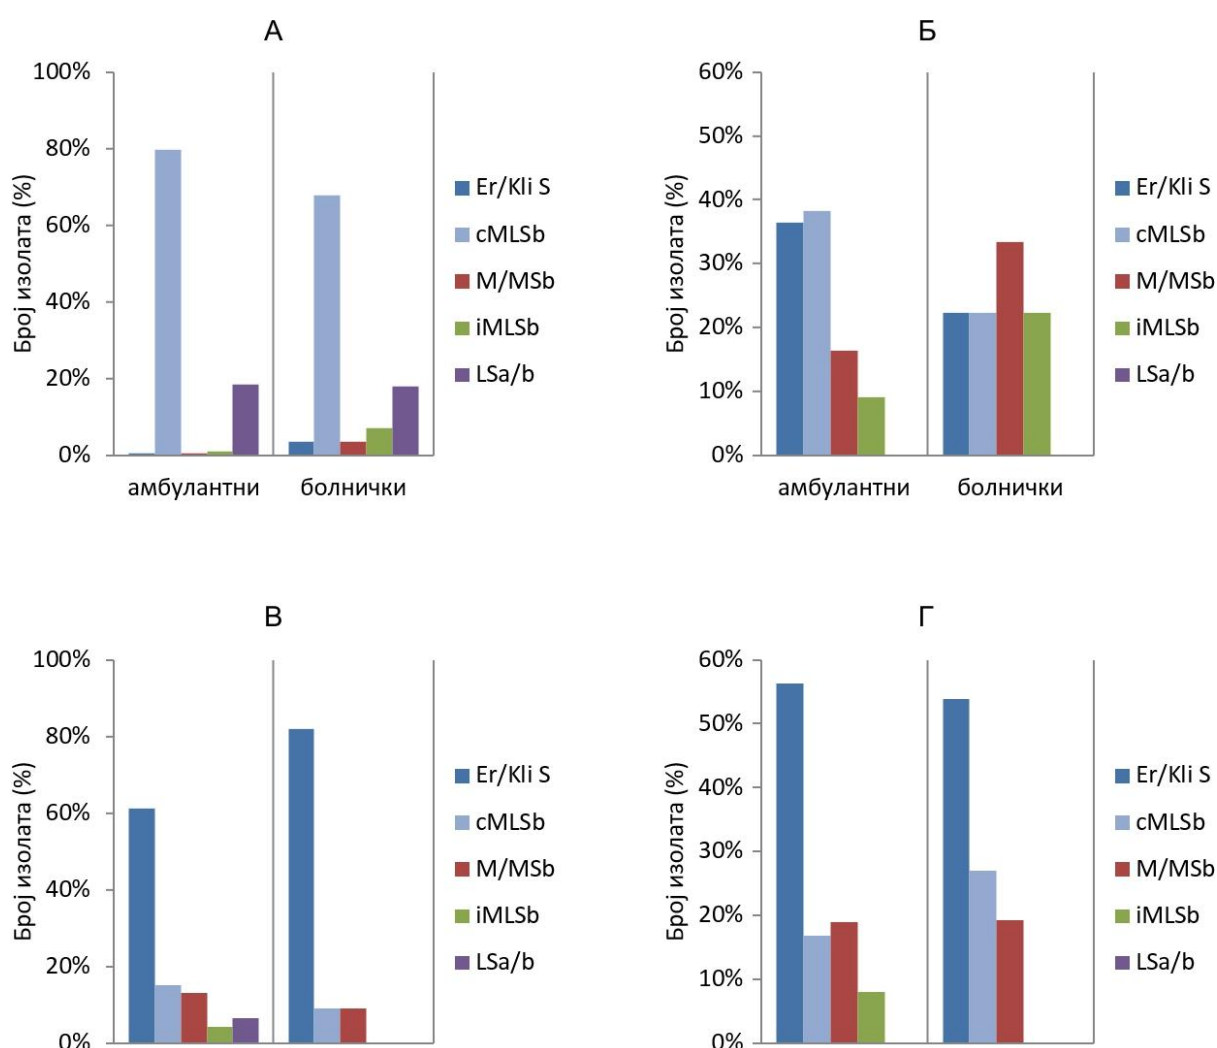 А
100%
80%
60%
40%
20%
0%
Број изолата (%)
амбулантни
болнички
Er/Kli S
cMLSb
M/MSb
iMLSb
LSa/b
Б
60%
50%
40%
30%
20%
10%
0%
Број изолата (%)
амбулантни
болнички
Er/Kli S
cMLSb
M/MSb
iMLSb
LSa/b
В
100%
80%
60%
40%
20%
0%
Број изолата (%)
Er/Kli S
cMLSb
M/MSb
iMLSb
LSa/b
Г
60%
50%
40%
30%
20%
10%
0%
Број изолата (%)
Er/Kli S
cMLSb
M/MSb
iMLSb
LSa/b